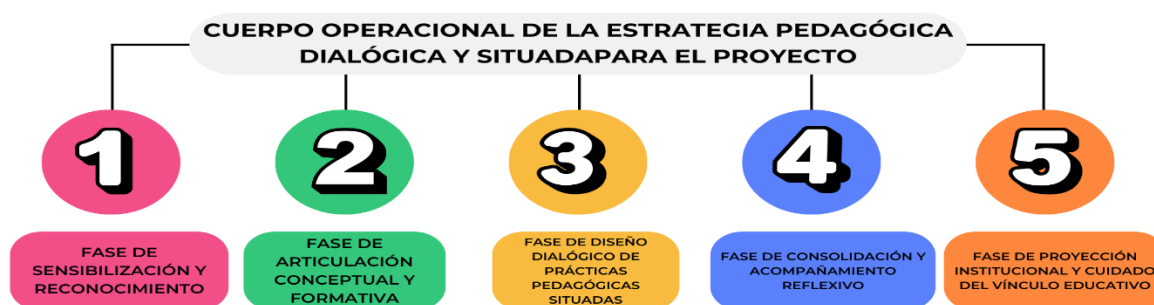 CUERPO OPERACIONAL DE LA ESTRATEGIA PEDAGÓGICA
DIALÓGICA Y SITUADAPARA EL PROYECTO
1
2
3
4
5
FASE DE
SENSIBILIZACIÓN Y
RECONOCIMIENTO
FASE DE
ARTICULACIÓN
CONCEPTUAL Y
FORMATIVA
FASE DE DISEÑO
DIALÓGICO DE
PRÁCTICAS
PEDAGÓGICAS
SITUADAS
FASE DE CONSOLIDACIÓN Y
ACOMPAÑAMIENTO
REFLEXIVO
FASE DE PROYECCIÓN
INSTITUCIONAL Y CUIDADO
DEL VÍNCULO EDUCATIVO